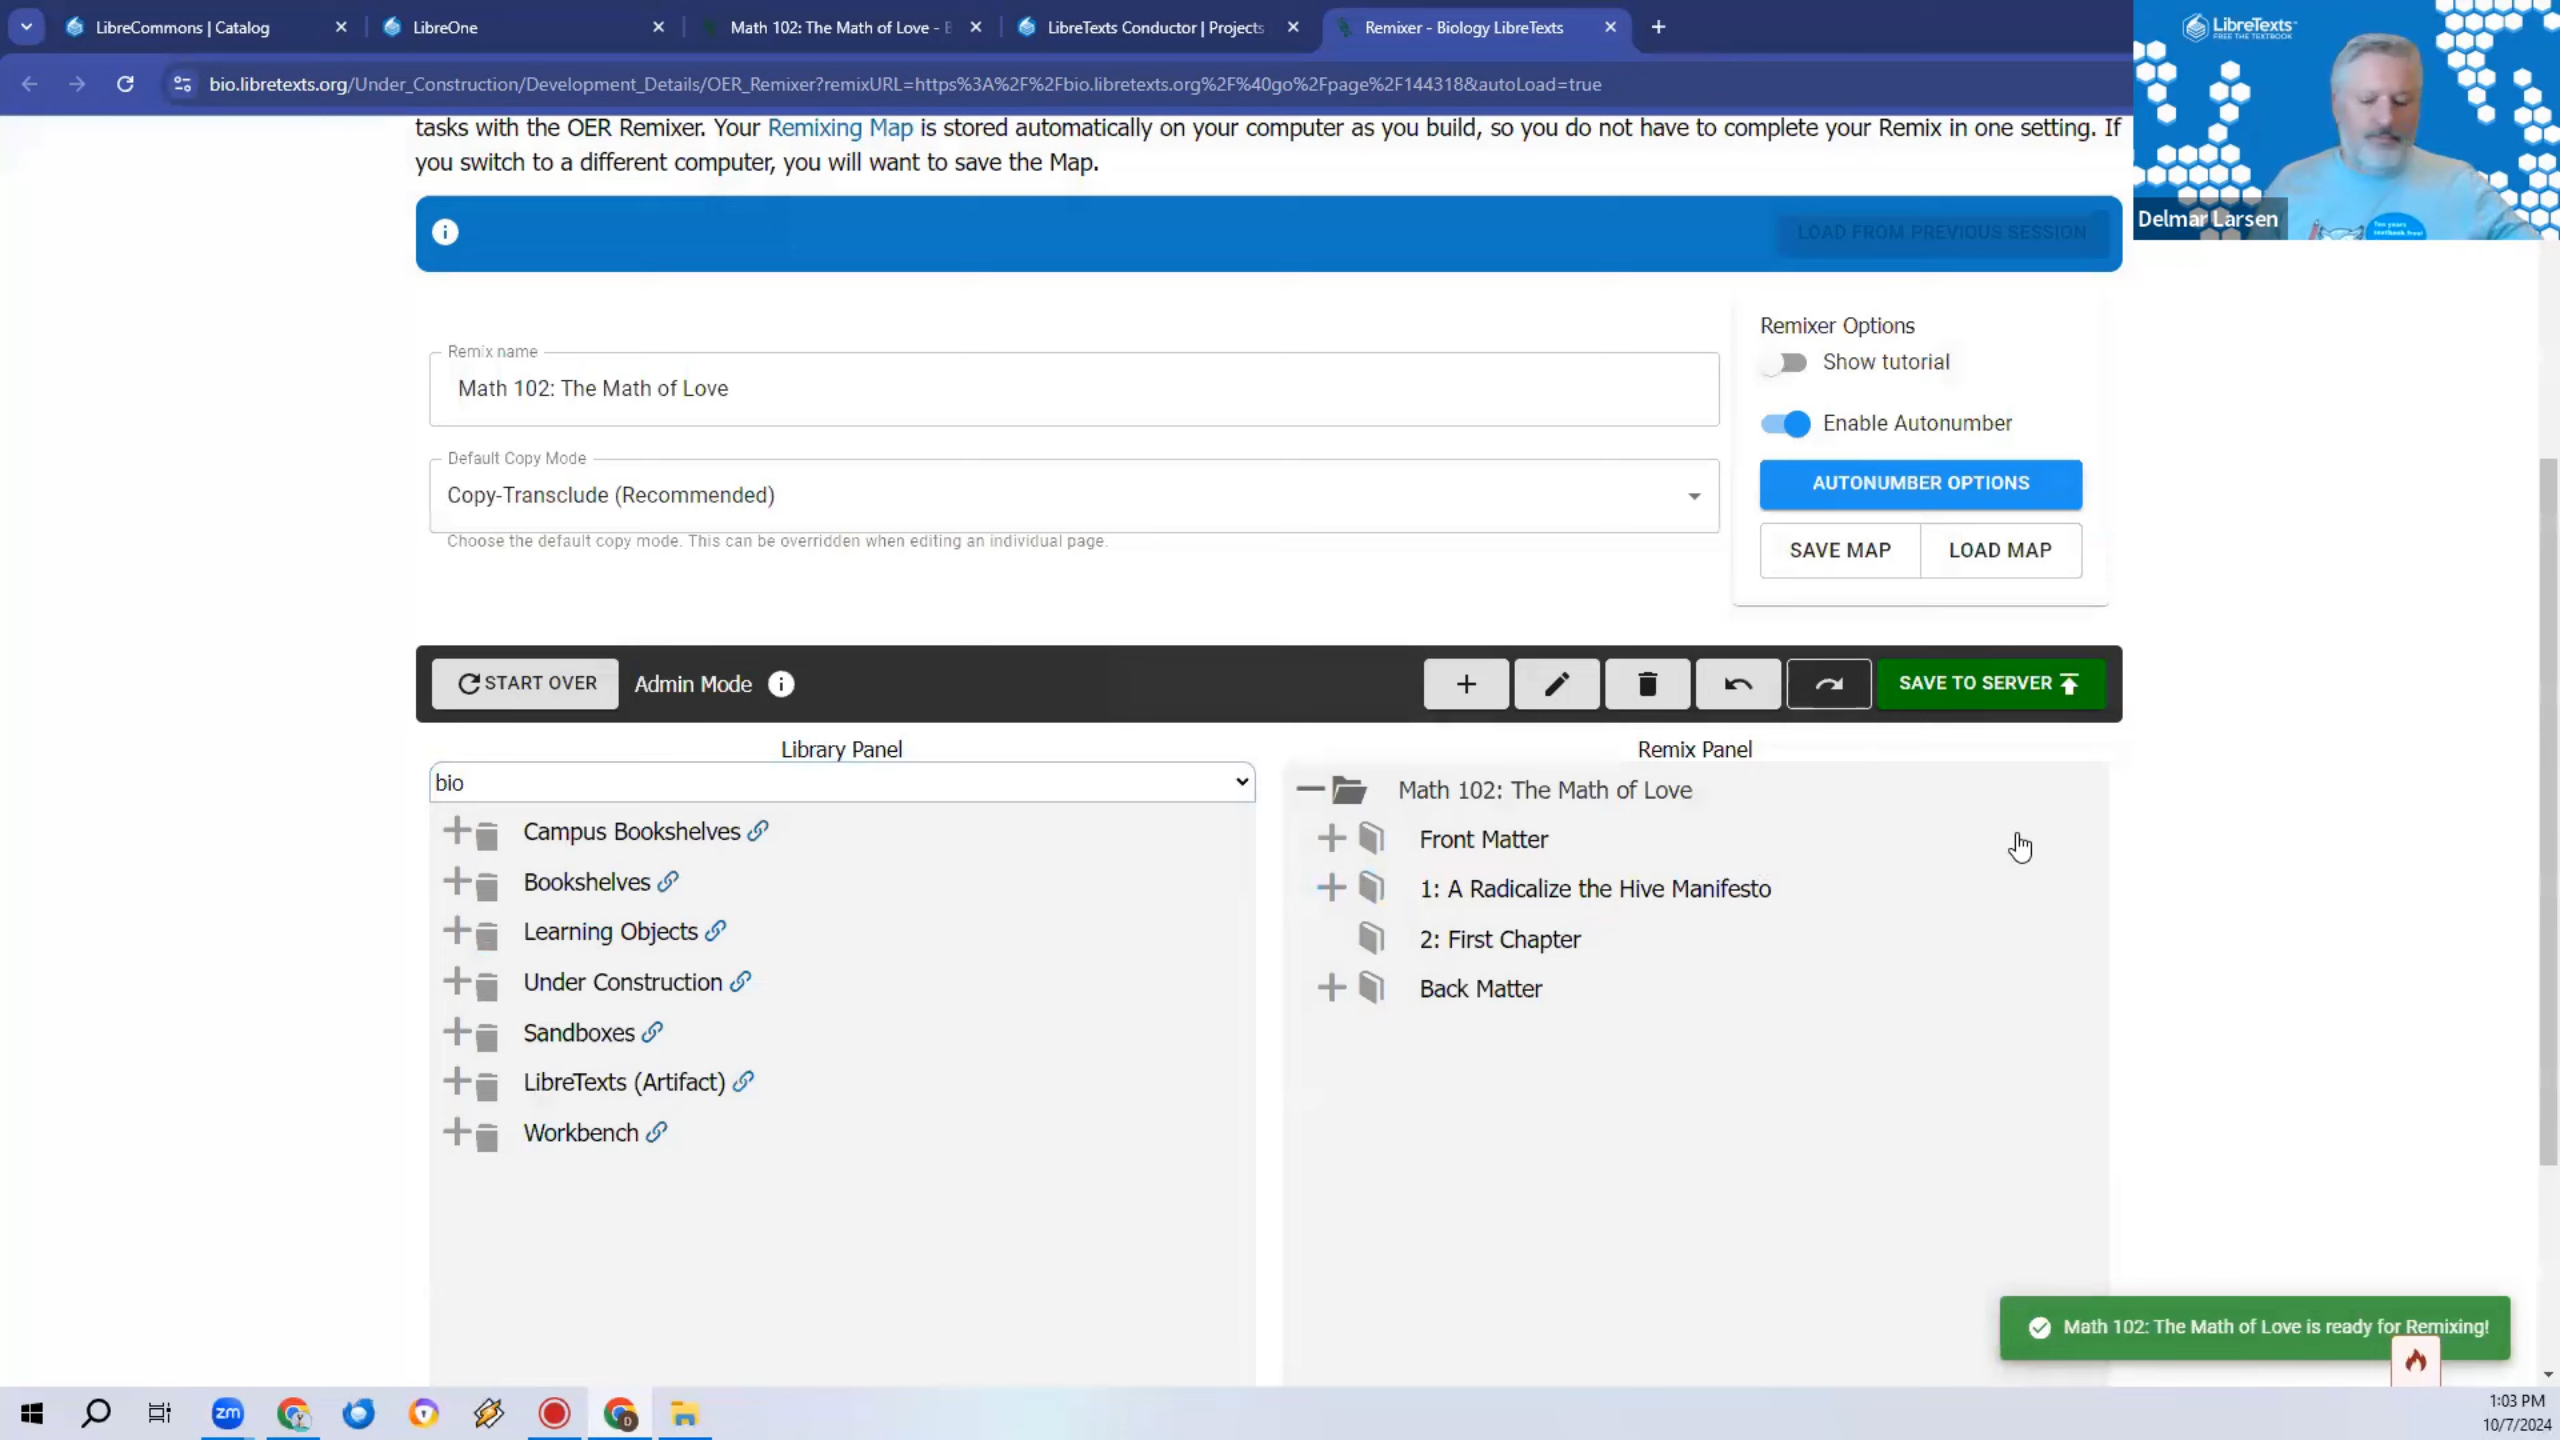 LibreCommons | Catalog
LibreOne
Math 102: The Math of Love - B
LibreTexts Conductor | Projects
Remixer - Biology LibreTexts
LibreTexts
FREE THE TEXTBOOK
bio.libretexts.org/Under_Construction/Development_Details/OER_Remixer?remixURL=https%3A%2F%2Fbio.libretexts.org%2F%40go%2Fpage%2F144318&autoLoad=true
tasks with the OER Remixer. Your Remixing Map is stored automatically on your computer as you build, so you do not have to complete your Remix in one setting. If
you switch to a different computer, you will want to save the Map.
Delmar Larsen
Ten years
textbook free!
LOAD FROM PREVIOUS SESSION
Remix name
Math 102: The Math of Love
Default Copy Mode
Copy-Transclude (Recommended)
Choose the default copy mode. This can be overridden when editing an individual page.
Remixer Options
Show tutorial
Enable Autonumber
AUTONUMBER OPTIONS
SAVE MAP
LOAD MAP
START OVER
Admin Mode
SAVE TO SERVER
Library Panel
bio
Campus Bookshelves
Bookshelves
Learning Objects
Under Construction
Sandboxes
LibreTexts (Artifact)
Workbench
Remix Panel
Math 102: The Math of Love
Front Matter
1: A Radicalize the Hive Manifesto
2: First Chapter
Back Matter
Math 102: The Math of Love is ready for Remixing!
zm
D
1:03 PM
10/7/2024